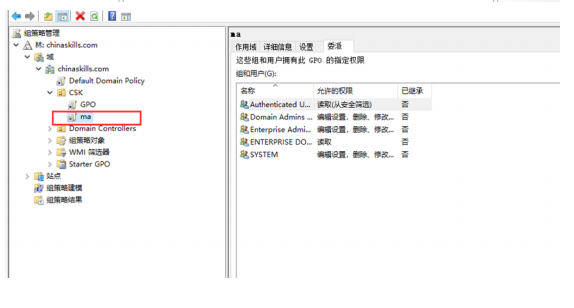 组策略管理
林: chinaskills.com
域
chinaskills.com
Default Domain Policy
CSK
GPO
ma
Domain Controllers
组策略对象
WMI 筛选器
Starter GPO
站点
组策略建模
组策略结果
ma
作用域 详细信息 设置 委派
这些组和用户拥有此 GPO 的指定权限
组和用户(G):
名称 允许的权限 已继承
Authenticated U... 读取(从安全筛选) 否
Domain Admins ... 编辑设置, 删除、修改... 否
Enterprise Admi... 编辑设置, 删除、修改... 否
ENTERPRISE DO... 读取 否
SYSTEM 编辑设置, 删除、修改... 否